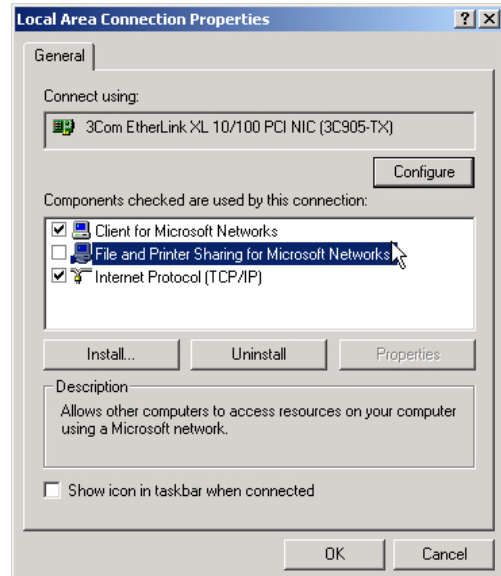 Local Area Connection Properties
General
Connect using:
3Com EtherLink XL 10/100 PCI NIC (3C905-TX)
Configure
Components checked are used by this connection:
Client for Microsoft Networks
File and Printer Sharing for Microsoft Networks
Internet Protocol (TCP/IP)
Install... Uninstall Properties
Description
Allows other computers to access resources on your computer
using a Microsoft network.
Show icon in taskbar when connected
OK Cancel